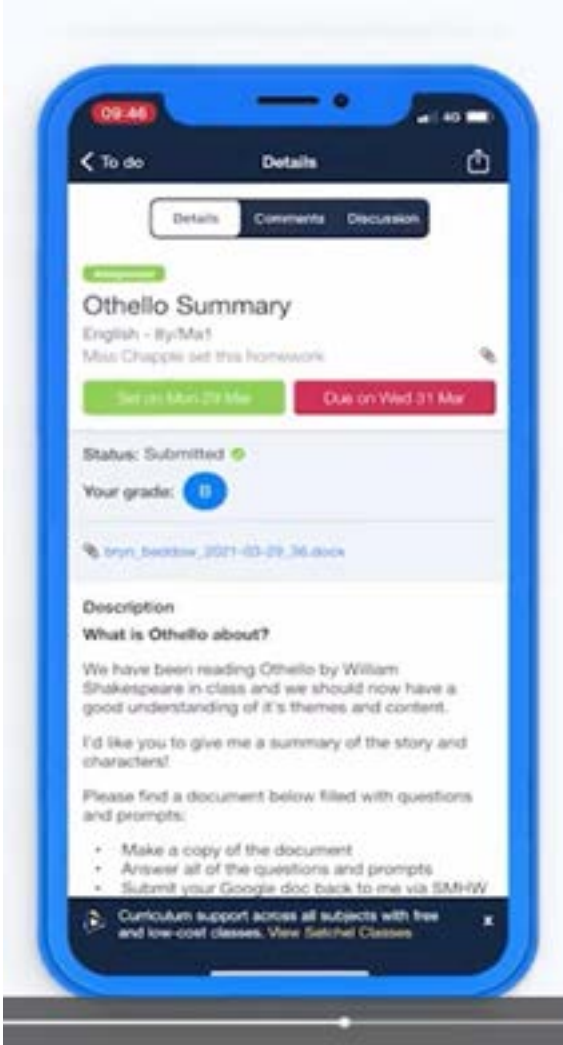 09:46
4G
To do
Details
Details Comments Discussion
Assignment
Othello Summary
English - 8y/Ma1
Miss Chapple set this homework
Set on Mon 29 Mar
Due on Wed 31 Mar
Status: Submitted
Your grade: B
bryn_beddow_2021-03-29_36.docx
Description
What is Othello about?
We have been reading Othello by William
Shakespeare in class and we should now have a
good understanding of it's themes and content.
I'd like you to give me a summary of the story and
characters!
Please find a document below filled with questions
and prompts:
• Make a copy of the document
• Answer all of the questions and prompts
• Submit your Google doc back to me via SMHW
Curriculum support across all subjects with free
and low-cost classes. View Satchel Classes
x